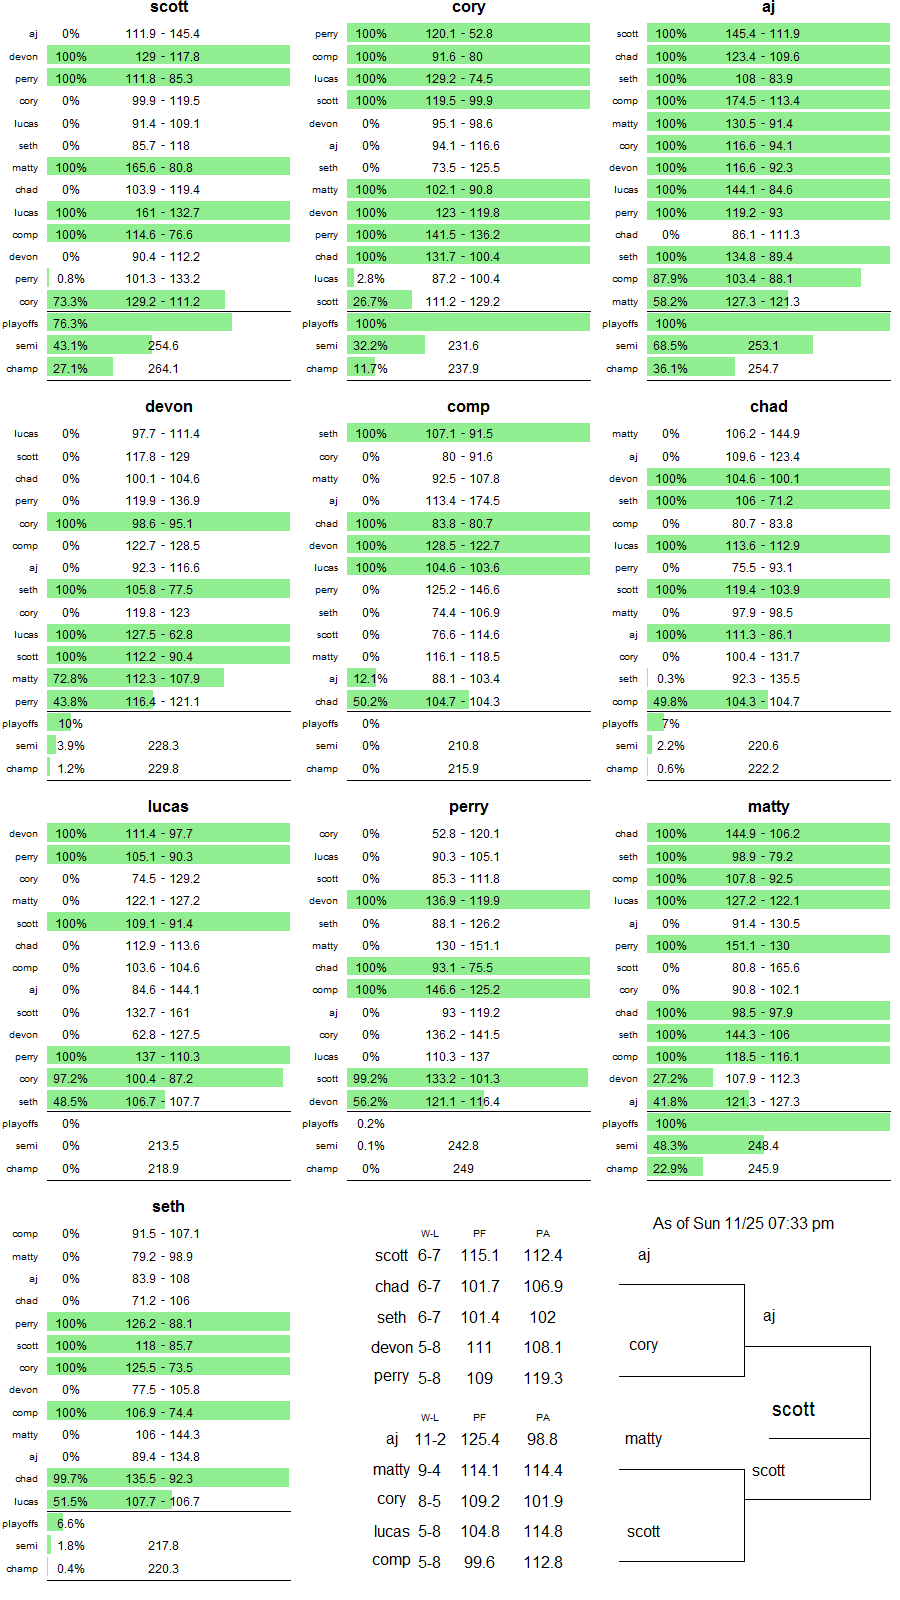 scott
aj 0% 111.9 - 145.4
devon 100% 129 - 117.8
perry 100% 111.8 - 85.3
cory 0% 99.9 - 119.5
lucas 0% 91.4 - 109.1
seth 0% 85.7 - 118
matty 100% 165.6 - 80.8
chad 0% 103.9 - 119.4
lucas 100% 161 - 132.7
comp 100% 114.6 - 76.6
devon 0% 90.4 - 112.2
perry 0.8% 101.3 - 133.2
cory 73.3% 129.2 - 111.2
playoffs 76.3%
semi 43.1% 254.6
champ 27.1% 264.1
cory
perry 100% 120.1 - 52.8
comp 100% 91.6 - 80
lucas 100% 129.2 - 74.5
scott 100% 119.5 - 99.9
devon 0% 95.1 - 98.6
aj 0% 94.1 - 116.6
seth 0% 73.5 - 125.5
matty 100% 102.1 - 90.8
devon 100% 123 - 119.8
perry 100% 141.5 - 136.2
chad 100% 131.7 - 100.4
lucas 2.8% 87.2 - 100.4
scott 26.7% 111.2 - 129.2
playoffs 100%
semi 32.2% 231.6
champ 11.7% 237.9
aj
scott 100% 145.4 - 111.9
chad 100% 123.4 - 109.6
seth 100% 108 - 83.9
comp 100% 174.5 - 113.4
matty 100% 130.5 - 91.4
cory 100% 116.6 - 94.1
devon 100% 116.6 - 92.3
lucas 100% 144.1 - 84.6
perry 100% 119.2 - 93
chad 0% 86.1 - 111.3
seth 100% 134.8 - 89.4
comp 87.9% 103.4 - 88.1
matty 58.2% 127.3 - 121.3
playoffs 100%
semi 68.5% 253.1
champ 36.1% 254.7
devon
lucas 0% 97.7 - 111.4
scott 0% 117.8 - 129
chad 0% 100.1 - 104.6
perry 0% 119.9 - 136.9
cory 100% 98.6 - 95.1
comp 0% 122.7 - 128.5
aj 0% 92.3 - 116.6
seth 100% 105.8 - 77.5
cory 0% 119.8 - 123
lucas 100% 127.5 - 62.8
scott 100% 112.2 - 90.4
matty 72.8% 112.3 - 107.9
perry 43.8% 116.4 - 121.1
playoffs 10%
semi 3.9% 228.3
champ 1.2% 229.8
comp
seth 100% 107.1 - 91.5
cory 0% 80 - 91.6
matty 0% 92.5 - 107.8
aj 0% 113.4 - 174.5
chad 100% 83.8 - 80.7
devon 100% 128.5 - 122.7
lucas 100% 104.6 - 103.6
perry 0% 125.2 - 146.6
seth 0% 74.4 - 106.9
scott 0% 76.6 - 114.6
matty 0% 116.1 - 118.5
aj 12.1% 88.1 - 103.4
chad 50.2% 104.7 - 104.3
playoffs 0%
semi 0% 210.8
champ 0% 215.9
chad
matty 0% 106.2 - 144.9
aj 0% 109.6 - 123.4
devon 100% 104.6 - 100.1
seth 100% 106 - 71.2
comp 0% 80.7 - 83.8
lucas 100% 113.6 - 112.9
perry 0% 75.5 - 93.1
scott 100% 119.4 - 103.9
matty 0% 97.9 - 98.5
aj 100% 111.3 - 86.1
cory 0% 100.4 - 131.7
seth 0.3% 92.3 - 135.5
comp 49.8% 104.3 - 104.7
playoffs 7%
semi 2.2% 220.6
champ 0.6% 222.2
lucas
devon 100% 111.4 - 97.7
perry 100% 105.1 - 90.3
cory 0% 74.5 - 129.2
matty 0% 122.1 - 127.2
scott 100% 109.1 - 91.4
chad 0% 112.9 - 113.6
comp 0% 103.6 - 104.6
aj 0% 84.6 - 144.1
scott 0% 132.7 - 161
devon 0% 62.8 - 127.5
perry 100% 137 - 110.3
cory 97.2% 100.4 - 87.2
seth 48.5% 106.7 - 107.7
playoffs 0%
semi 0% 213.5
champ 0% 218.9
perry
cory 0% 52.8 - 120.1
lucas 0% 90.3 - 105.1
scott 0% 85.3 - 111.8
devon 100% 136.9 - 119.9
seth 0% 88.1 - 126.2
matty 0% 130 - 151.1
chad 100% 93.1 - 75.5
comp 100% 146.6 - 125.2
aj 0% 93 - 119.2
cory 0% 136.2 - 141.5
lucas 0% 110.3 - 137
scott 99.2% 133.2 - 101.3
devon 56.2% 121.1 - 116.4
playoffs 0.2%
semi 0.1% 242.8
champ 0% 249
matty
chad 100% 144.9 - 106.2
seth 100% 98.9 - 79.2
comp 100% 107.8 - 92.5
lucas 100% 127.2 - 122.1
aj 0% 91.4 - 130.5
perry 100% 151.1 - 130
scott 0% 80.8 - 165.6
cory 0% 90.8 - 102.1
chad 100% 98.5 - 97.9
seth 100% 144.3 - 106
comp 100% 118.5 - 116.1
devon 27.2% 107.9 - 112.3
aj 41.8% 121.3 - 127.3
playoffs 100%
semi 48.3% 248.4
champ 22.9% 245.9
seth
comp 0% 91.5 - 107.1
matty 0% 79.2 - 98.9
aj 0% 83.9 - 108
chad 0% 71.2 - 106
perry 100% 126.2 - 88.1
scott 100% 118 - 85.7
cory 100% 125.5 - 73.5
devon 0% 77.5 - 105.8
comp 100% 106.9 - 74.4
matty 0% 106 - 144.3
aj 0% 89.4 - 134.8
chad 99.7% 135.5 - 92.3
lucas 51.5% 107.7 - 106.7
playoffs 6.6%
semi 1.8% 217.8
champ 0.4% 220.3
W-L PF PA
scott 6-7 115.1 112.4
chad 6-7 101.7 106.9
seth 6-7 101.4 102
devon 5-8 111 108.1
perry 5-8 109 119.3
W-L PF PA
aj 11-2 125.4 98.8
matty 9-4 114.1 114.4
cory 8-5 109.2 101.9
lucas 5-8 104.8 114.8
comp 5-8 99.6 112.8
As of Sun 11/25 07:33 pm
aj
aj
cory
scott
matty
scott
scott